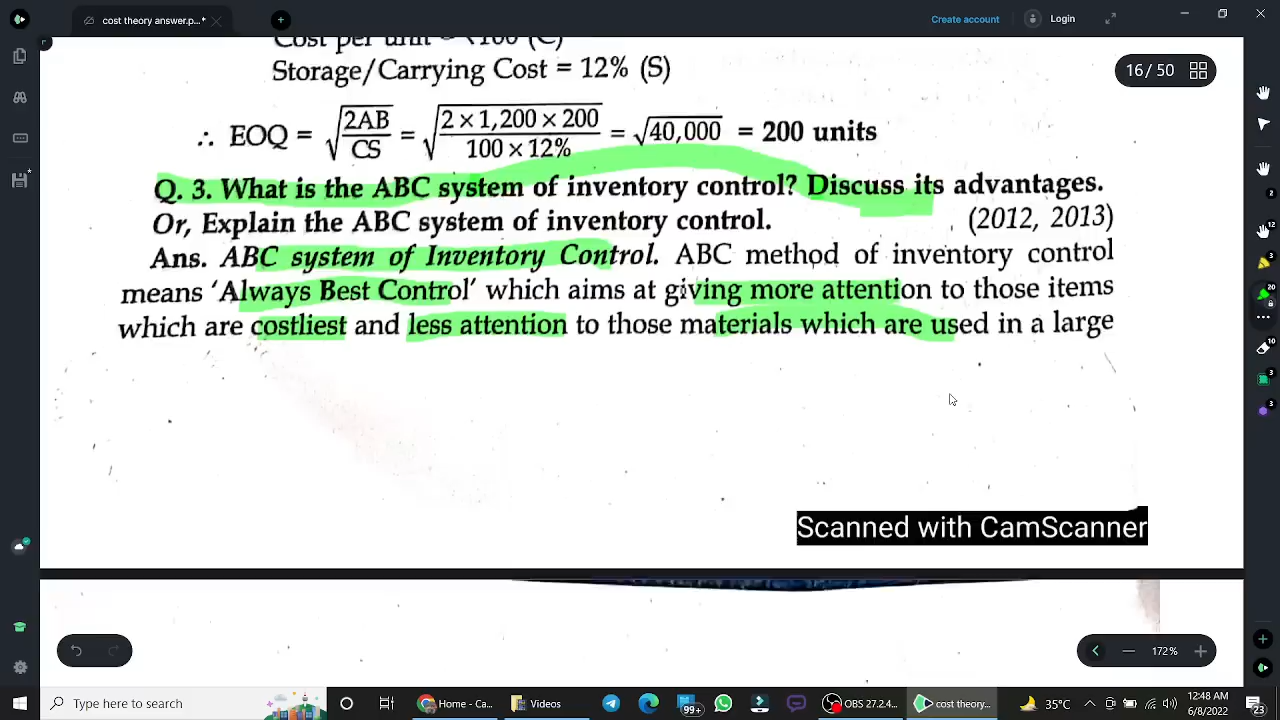 cost theory answer.p...
Create account
Login
Cost per unit = ₹100 (C)
16 / 50
Storage/Carrying Cost = 12% (S)
∴ EOQ = √(2AB/CS) = √(2 × 1,200 × 200/100 × 12%) = √40,000 = 200 units
Q. 3. What is the ABC system of inventory control? Discuss its advantages.
Or, Explain the ABC system of inventory control. (2012, 2013)
Ans. ABC system of Inventory Control. ABC method of inventory control
means ‘Always Best Control’ which aims at giving more attention to those items
which are costliest and less attention to those materials which are used in a large
Scanned with CamScanner
172%
Type here to search
Home - Ca...
Videos
99+
OBS 27.2.4...
cost theory...
35°C
12:48 AM
6/8/2022